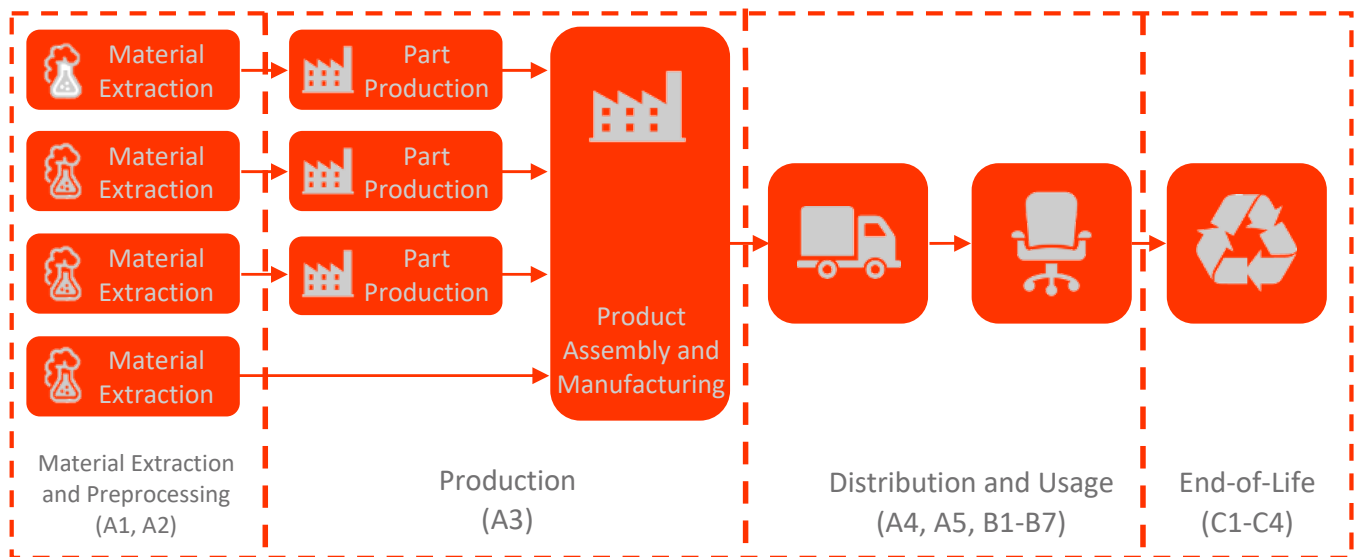 Material
Extraction
Part
Production
Material
Extraction
Part
Production
Material
Extraction
Part
Production
Material
Extraction
Product
Assembly and
Manufacturing
Material Extraction
and Preprocessing
(A1, A2)
Production
(A3)
Distribution and Usage
(A4, A5, B1-B7)
End-of-Life
(C1-C4)